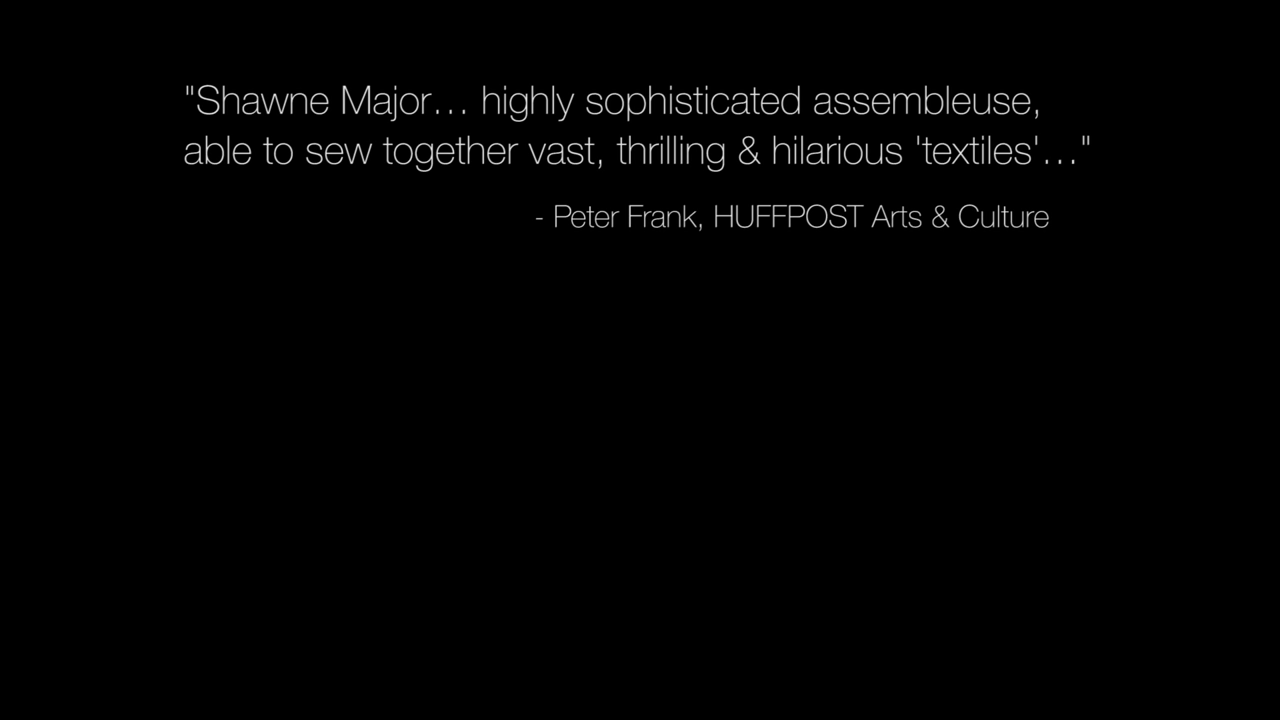 "Shawne Major… highly sophisticated assembleuse,
able to sew together vast, thrilling & hilarious 'textiles'…"
- Peter Frank, HUFFPOST Arts & Culture